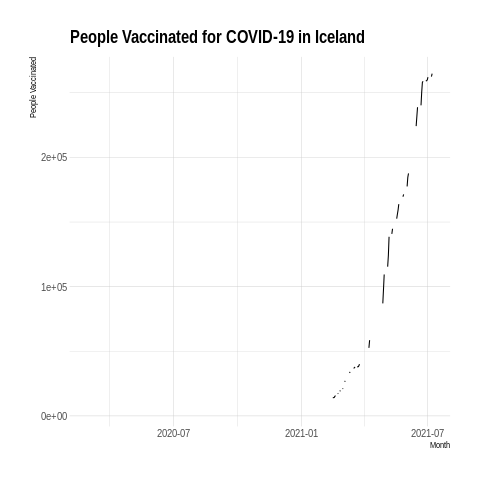 People Vaccinated for COVID-19 in Iceland
People Vaccinated
2e+05
1e+05
0e+00
2020-07
2021-01
2021-07
Month